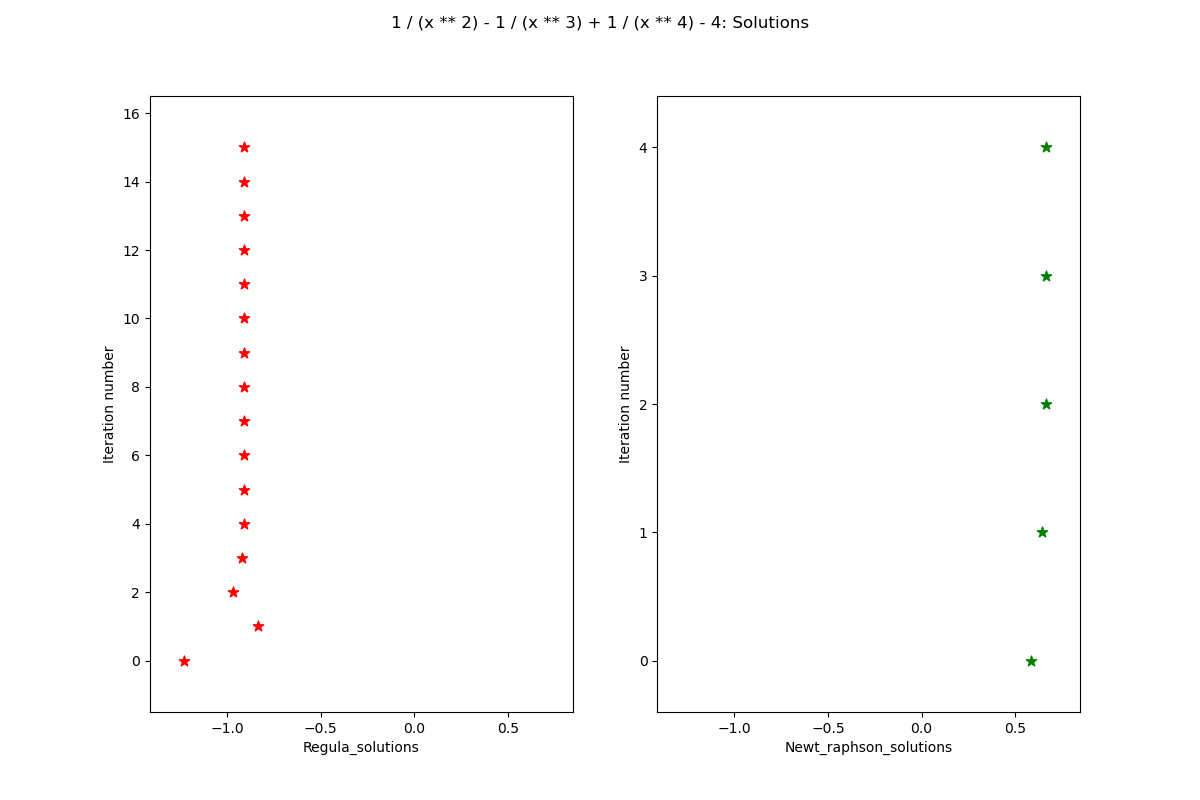 1 / (x ** 2) - 1 / (x ** 3) + 1 / (x ** 4) - 4: Solutions
16
14
12
10
8
6
4
2
0
Iteration number
−1.0 −0.5 0.0 0.5
Regula_solutions
4
3
2
1
0
Iteration number
−1.0 −0.5 0.0 0.5
Newt_raphson_solutions